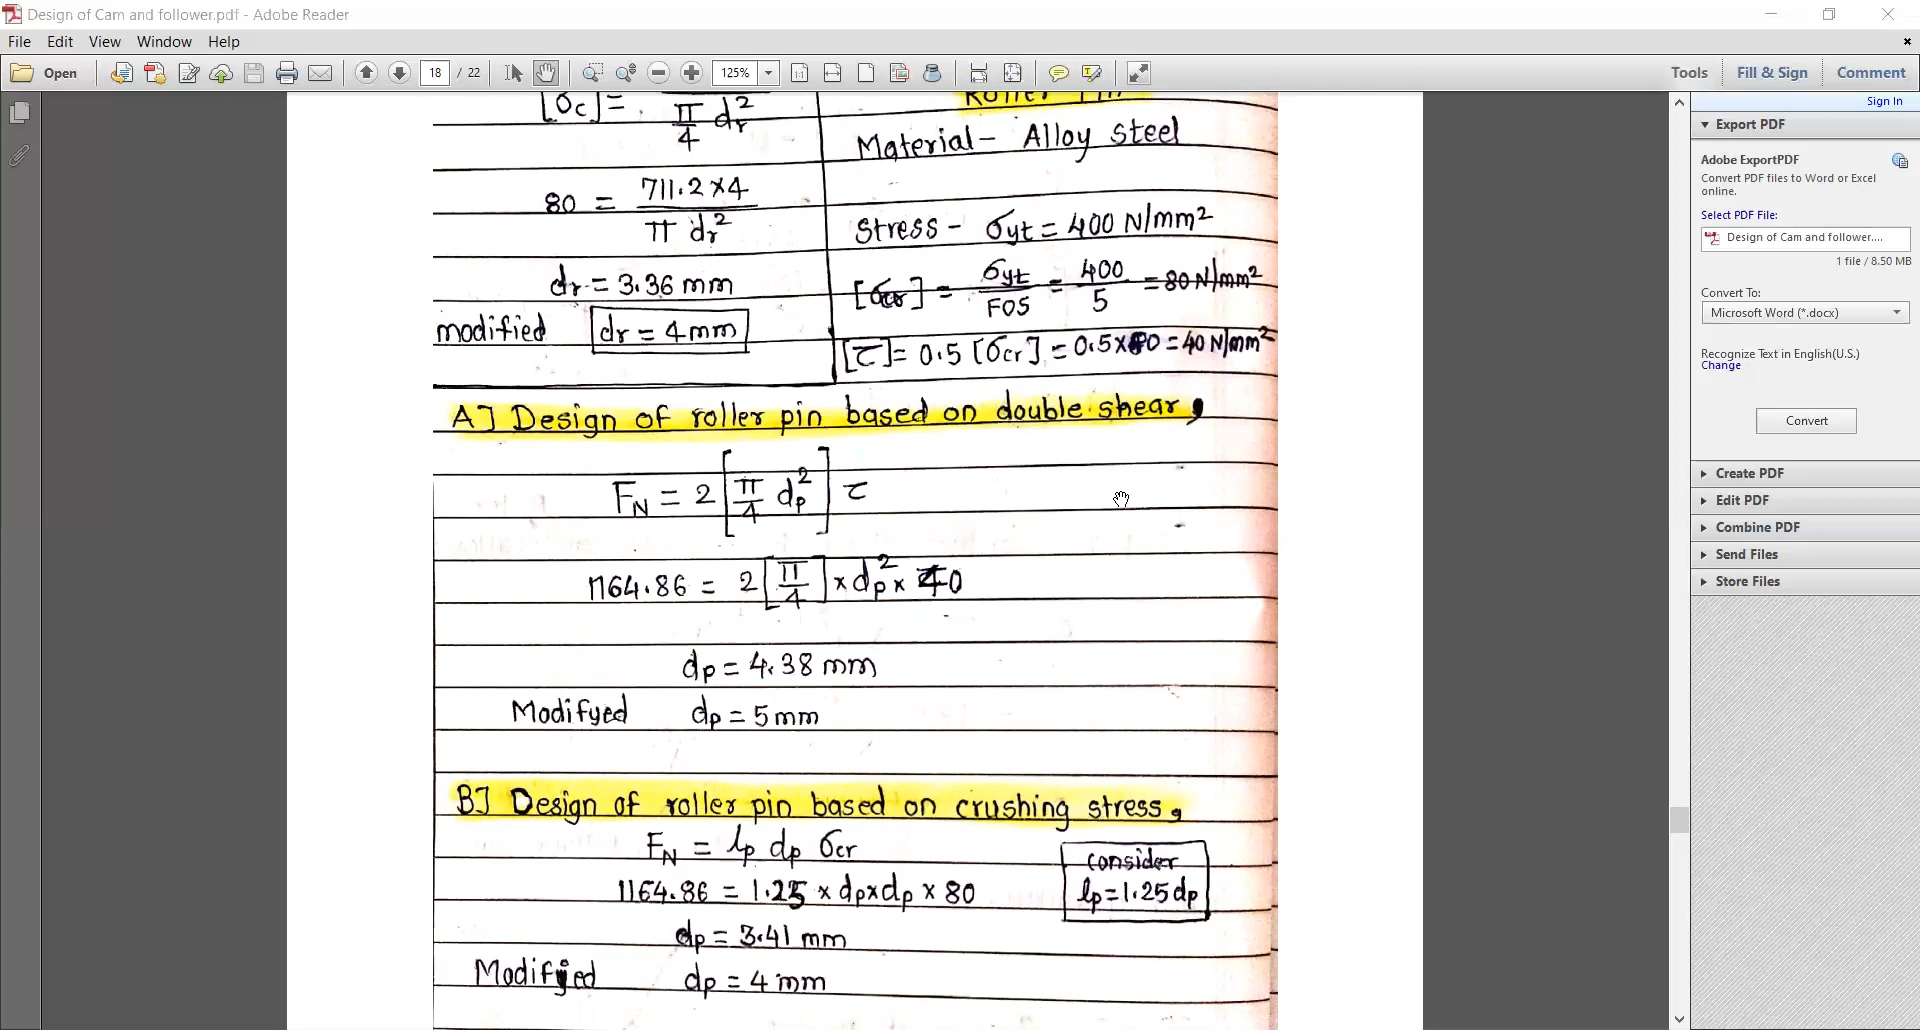 Design of Cam and follower.pdf - Adobe Reader
File Edit View Window Help
Open 18 / 22 125% Tools Fill & Sign Comment
Sign In
Export PDF
Adobe ExportPDF
Convert PDF files to Word or Excel online.
Select PDF File:
Design of Cam and follower....
1 file / 8.50 MB
Convert To:
Microsoft Word (*.docx)
Recognize Text in English(U.S.)
Change
Convert
Create PDF
Edit PDF
Combine PDF
Send Files
Store Files
[σc] = π/4 dr²
80 = 711.2×4 / π dr²
dr = 3.36 mm
modified dr = 4mm
Roller Pin
Material - Alloy steel
Stress - σyt = 400 N/mm²
[σcr] = σyt/FOS = 400/5 = 80 N/mm²
[τ] = 0.5 [σcr] = 0.5×80 = 40 N/mm²
A] Design of roller pin based on double shear,
FN = 2 [π/4 dp²] τ
1164.86 = 2 [π/4] × dp² × 40
dp = 4.38 mm
Modifyed dp = 5mm
B] Design of roller pin based on crushing stress,
FN = lp dp σcr
1164.86 = 1.25 × dp×dp × 80
consider
lp = 1.25 dp
dp = 3.41 mm
Modified dp = 4 mm